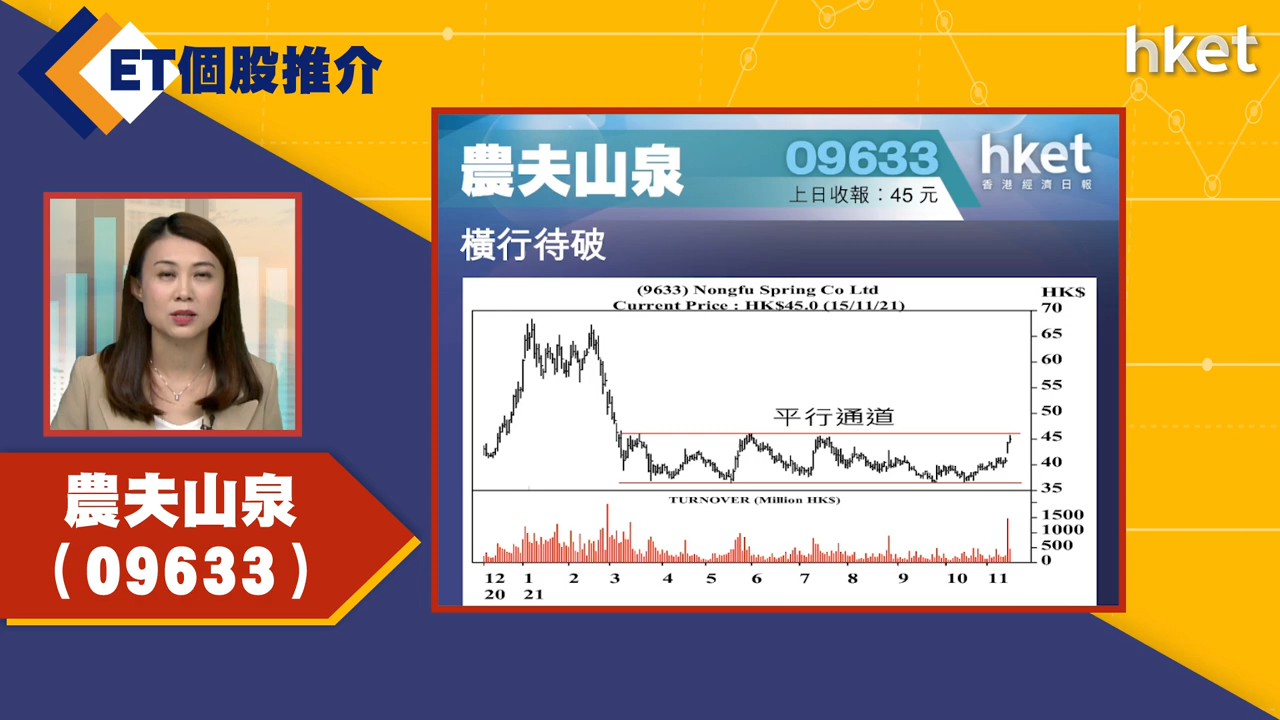 ET個股推介
hket
農夫山泉
09633
hket
香港經濟日報
上日收報：45 元
橫行待破
(9633) Nongfu Spring Co Ltd
Current Price : HK$45.0 (15/11/21)
HK$
70
65
60
55
50
45
40
35
平行通道
TURNOVER (Million HK$)
1500
1000
500
0
12 1 2 3 4 5 6 7 8 9 10 11
20 21
農夫山泉
（09633）